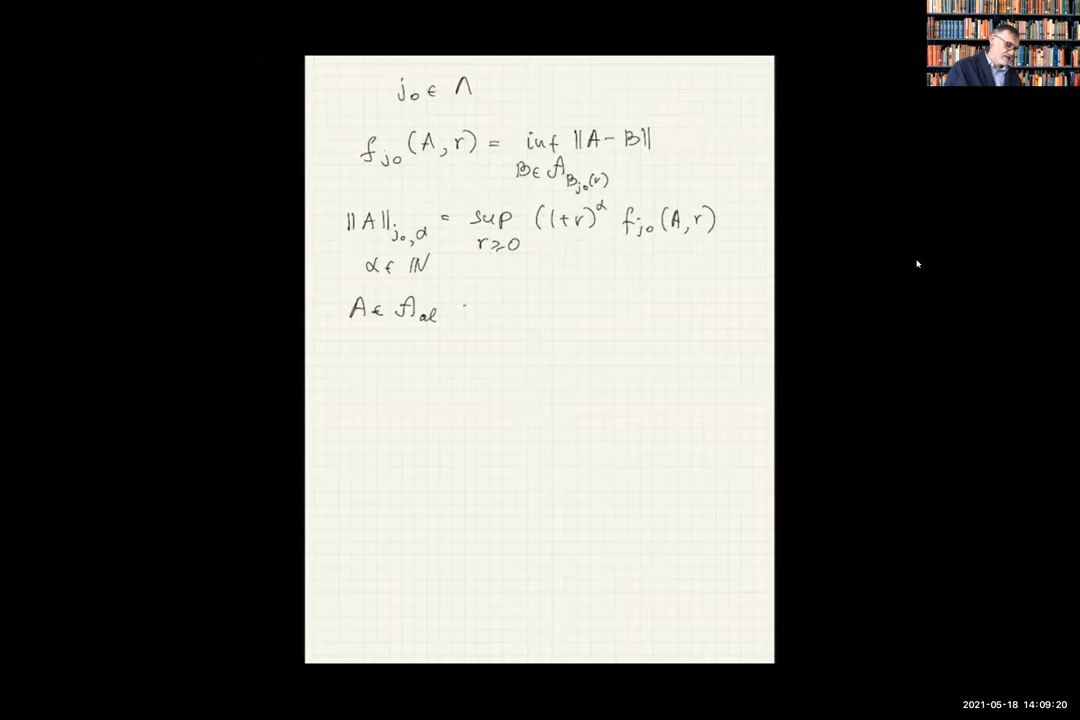 j₀ ∈ Λ
f_{j₀}(A, r) = inf ‖A − B‖
B ∈ 𝒜_{B_{j₀}(r)}
‖A‖_{j₀,α} = sup (1+r)^α f_{j₀}(A, r)
r ⩾ 0
α ∈ ℕ
A ∈ 𝒜_{al}
2021-05-18 14:09:20